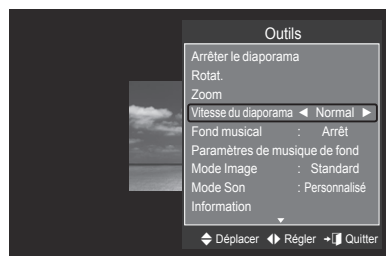 Outils
Arrêter le diaporama
Rotat.
Zoom
Vitesse du diaporama ◀ Normal ▶
Fond musical : Arrêt
Paramètres de musique de fond
Mode Image : Standard
Mode Son : Personnalisé
Information
Déplacer Régler Quitter